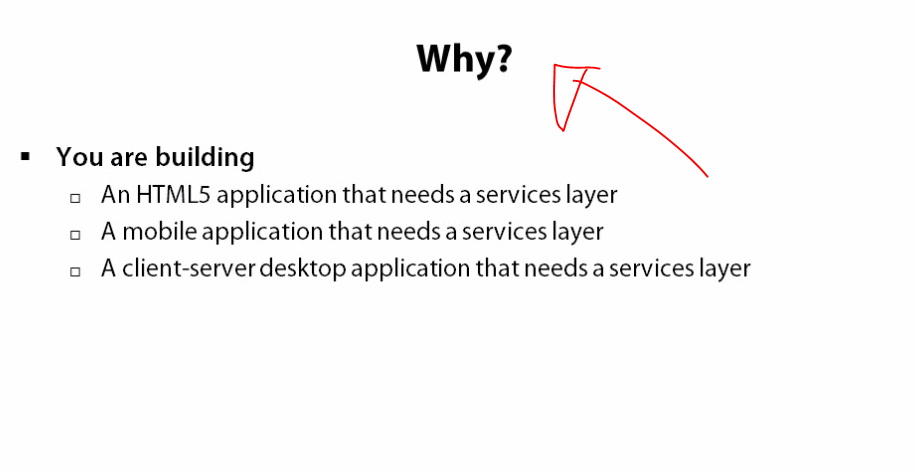 Why?
▪ You are building
▫ An HTML5 application that needs a services layer
▫ A mobile application that needs a services layer
▫ A client-server desktop application that needs a services layer